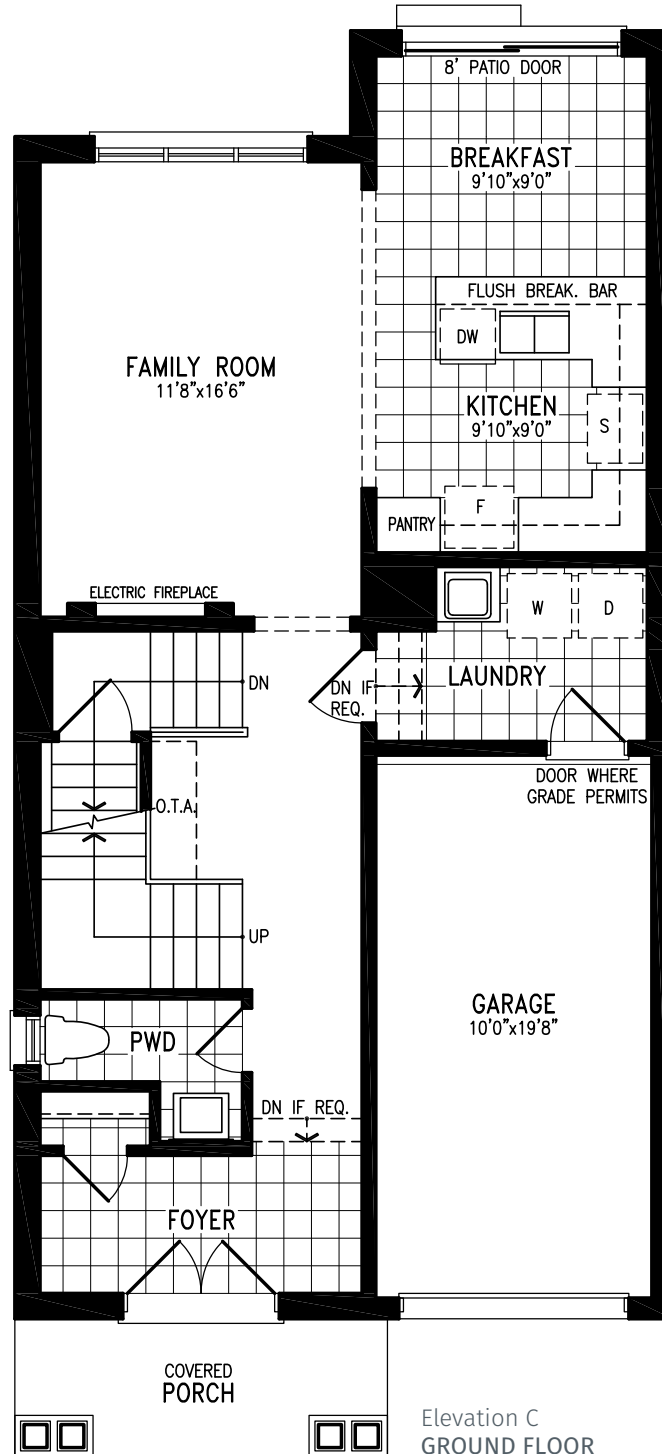 8' PATIO DOOR
BREAKFAST
9'10"x9'0"
FLUSH BREAK. BAR
DW
FAMILY ROOM
11'8"x16'6"
KITCHEN
9'10"x9'0"
S
F
PANTRY
ELECTRIC FIREPLACE
W
D
DN
DN IF
REQ.
LAUNDRY
DOOR WHERE
GRADE PERMITS
O.T.A.
UP
GARAGE
10'0"x19'8"
PWD
DN IF REQ.
FOYER
COVERED
PORCH
Elevation C
GROUND FLOOR